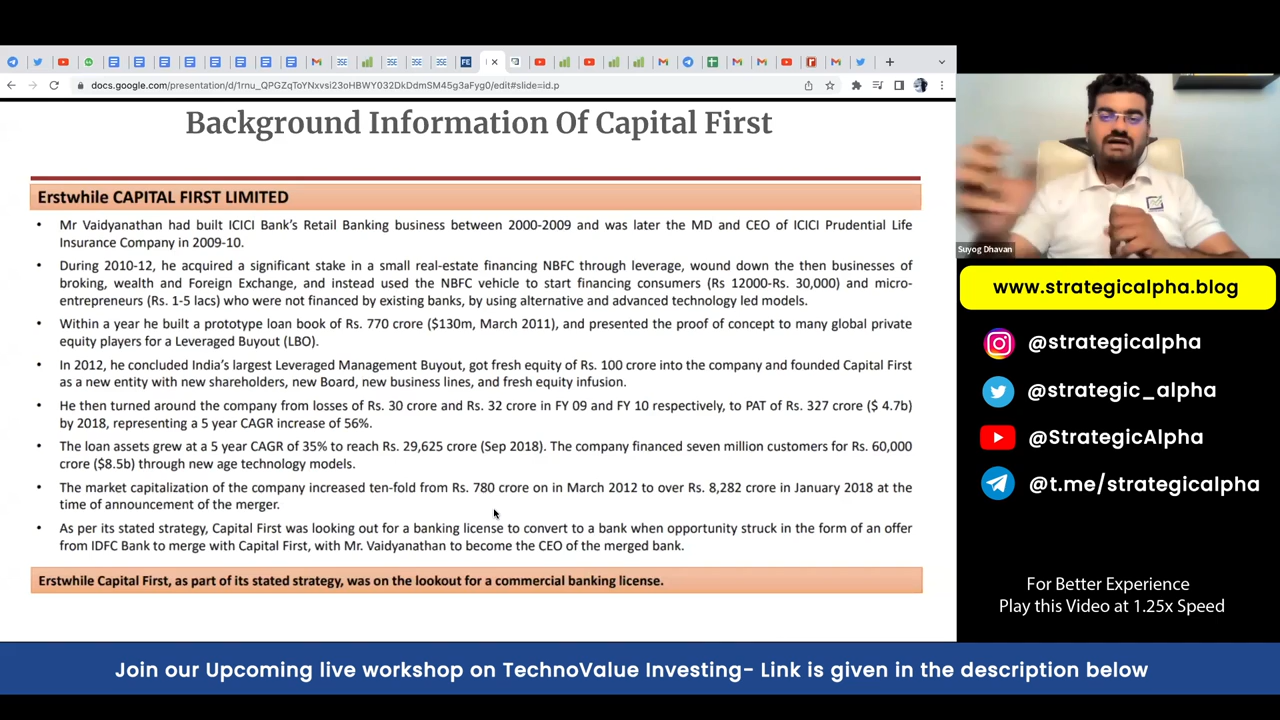 docs.google.com/presentation/d/1rnu_QPGZqToYNxvsi23oHBWY032DkDdmSM45g3aFyg0/edit#slide=id.p
Background Information Of Capital First
Erstwhile CAPITAL FIRST LIMITED
• Mr Vaidyanathan had built ICICI Bank's Retail Banking business between 2000-2009 and was later the MD and CEO of ICICI Prudential Life
Insurance Company in 2009-10.
• During 2010-12, he acquired a significant stake in a small real-estate financing NBFC through leverage, wound down the then businesses of
broking, wealth and Foreign Exchange, and instead used the NBFC vehicle to start financing consumers (Rs 12000-Rs. 30,000) and micro-
entrepreneurs (Rs. 1-5 lacs) who were not financed by existing banks, by using alternative and advanced technology led models.
• Within a year he built a prototype loan book of Rs. 770 crore ($130m, March 2011), and presented the proof of concept to many global private
equity players for a Leveraged Buyout (LBO).
• In 2012, he concluded India's largest Leveraged Management Buyout, got fresh equity of Rs. 100 crore into the company and founded Capital First
as a new entity with new shareholders, new Board, new business lines, and fresh equity infusion.
• He then turned around the company from losses of Rs. 30 crore and Rs. 32 crore in FY 09 and FY 10 respectively, to PAT of Rs. 327 crore ($ 4.7b)
by 2018, representing a 5 year CAGR increase of 56%.
• The loan assets grew at a 5 year CAGR of 35% to reach Rs. 29,625 crore (Sep 2018). The company financed seven million customers for Rs. 60,000
crore ($8.5b) through new age technology models.
• The market capitalization of the company increased ten-fold from Rs. 780 crore on in March 2012 to over Rs. 8,282 crore in January 2018 at the
time of announcement of the merger.
• As per its stated strategy, Capital First was looking out for a banking license to convert to a bank when opportunity struck in the form of an offer
from IDFC Bank to merge with Capital First, with Mr. Vaidyanathan to become the CEO of the merged bank.
Erstwhile Capital First, as part of its stated strategy, was on the lookout for a commercial banking license.
Suyog Dhavan
www.strategicalpha.blog
@strategicalpha
@strategic_alpha
@StrategicAlpha
@t.me/strategicalpha
For Better Experience
Play this Video at 1.25x Speed
Join our Upcoming live workshop on TechnoValue Investing- Link is given in the description below